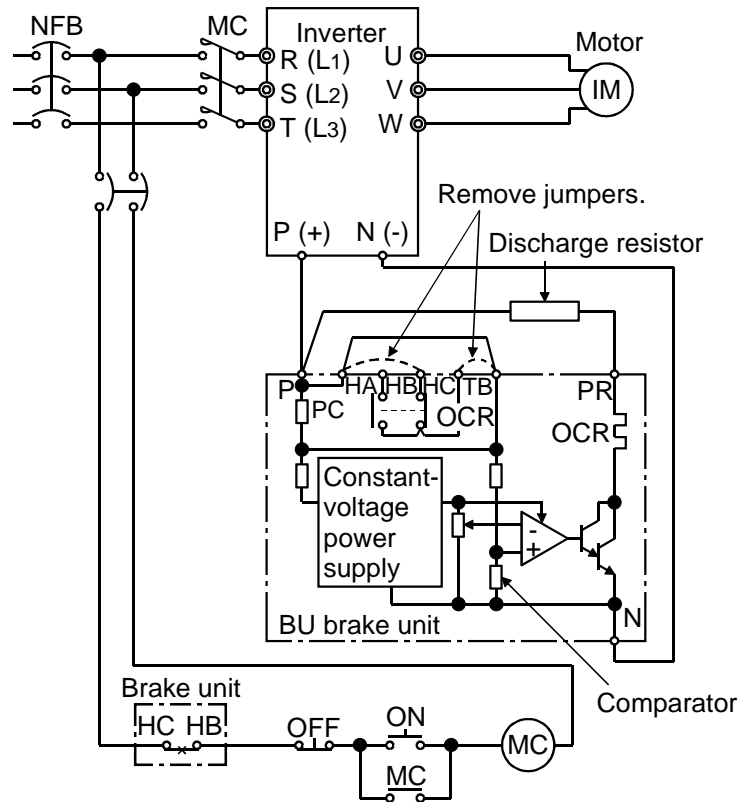 NFB
MC
Inverter
Motor
R (L1)
U
S (L2)
V
IM
T (L3)
W
Remove jumpers.
P (+)
N (-)
Discharge resistor
P
HA
HB
HC
TB
PR
PC
OCR
OCR
Constant-
voltage
power
supply
-
+
N
BU brake unit
Comparator
Brake unit
HC
HB
OFF
ON
MC
MC